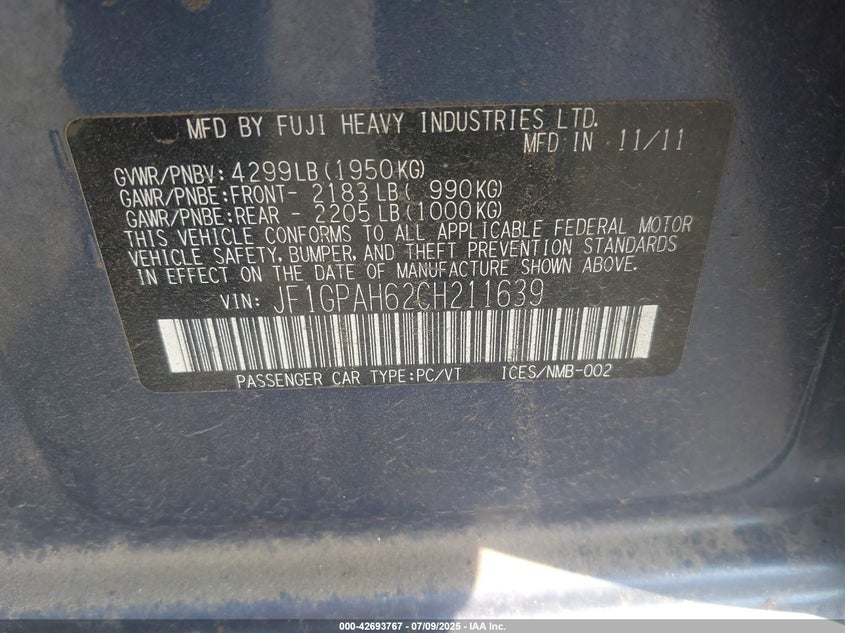 MFD BY FUJI HEAVY INDUSTRIES LTD.
MFD IN 11/11
GVWR/PNBV: 4299LB (1950KG)
GAWR/PNBE:FRONT- 2183 LB ( 990KG)
GAWR/PNBE:REAR - 2205 LB (1000KG)
THIS VEHICLE CONFORMS TO ALL APPLICABLE FEDERAL MOTOR
VEHICLE SAFETY, BUMPER, AND THEFT PREVENTION STANDARDS
IN EFFECT ON THE DATE OF MANUFACTURE SHOWN ABOVE.
VIN: JF1GPAH62CH211639
PASSENGER CAR TYPE:PC/VT ICES/NMB-002
000-42693767 - 07/09/2025 - IAA Inc.